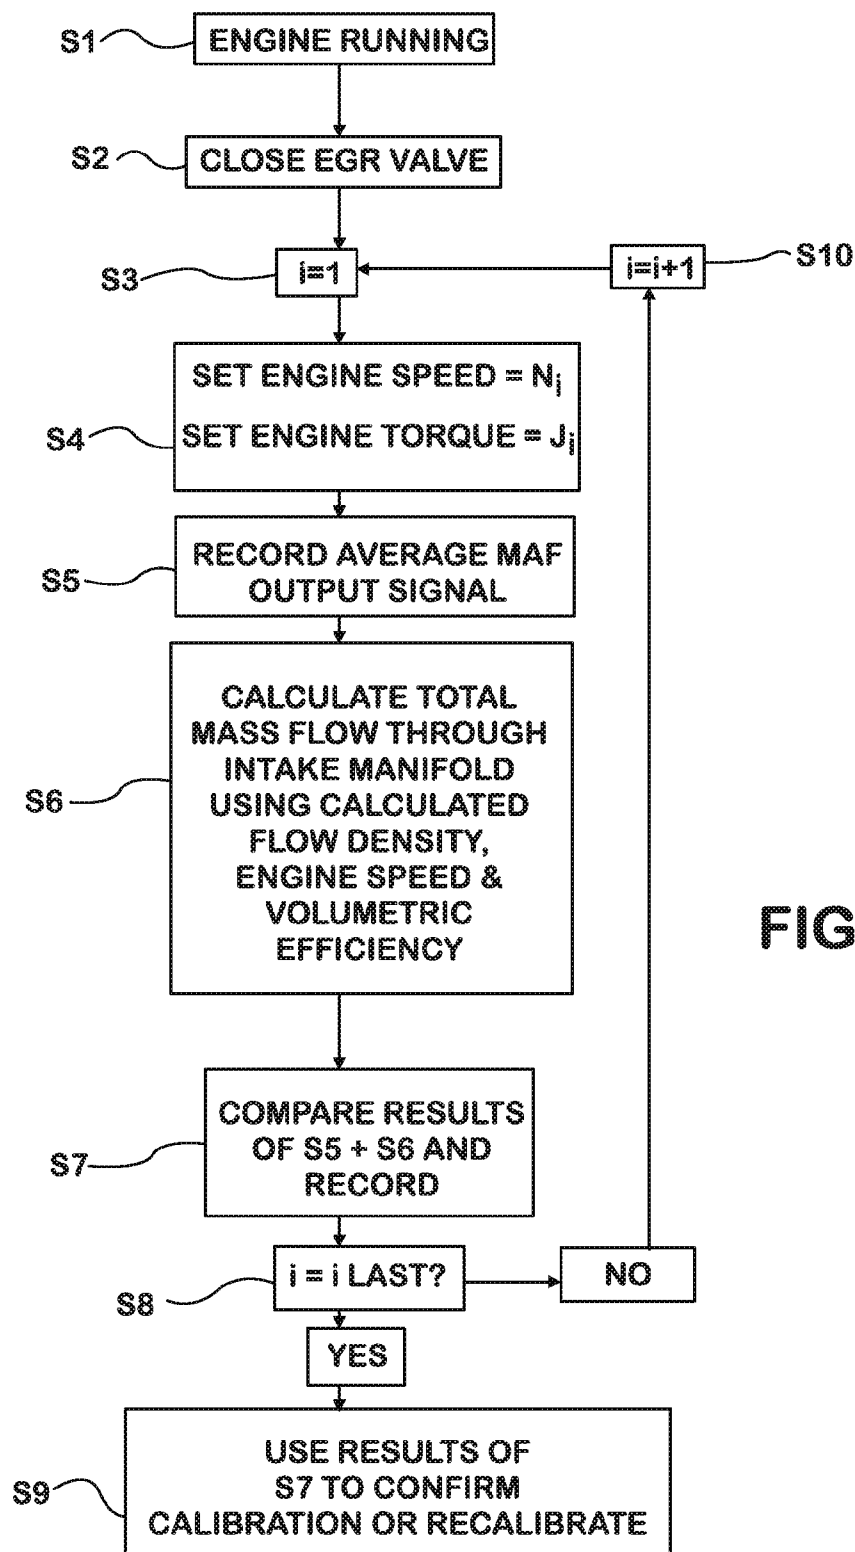 S1
ENGINE RUNNING
S2
CLOSE EGR VALVE
S3
i=1
i=i+1
S10
SET ENGINE SPEED = Ni
S4
SET ENGINE TORQUE = Ji
S5
RECORD AVERAGE MAF
OUTPUT SIGNAL
S6
CALCULATE TOTAL
MASS FLOW THROUGH
INTAKE MANIFOLD
USING CALCULATED
FLOW DENSITY,
ENGINE SPEED &
VOLUMETRIC
EFFICIENCY
FIG
S7
COMPARE RESULTS
OF S5 + S6 AND
RECORD
S8
i = i LAST?
NO
YES
S9
USE RESULTS OF
S7 TO CONFIRM
CALIBRATION OR RECALIBRATE